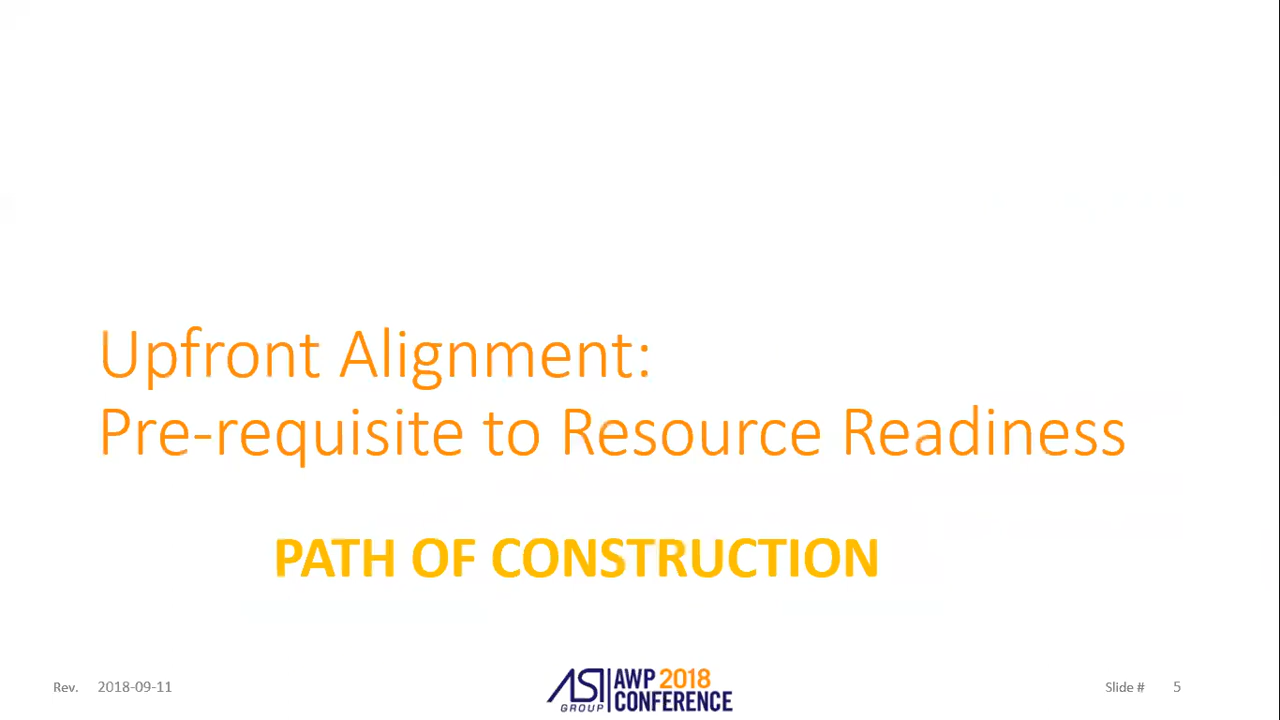 Upfront Alignment:
Pre-requisite to Resource Readiness
PATH OF CONSTRUCTION
Rev. 2018-09-11
ASI GROUP
AWP 2018 CONFERENCE
Slide # 5